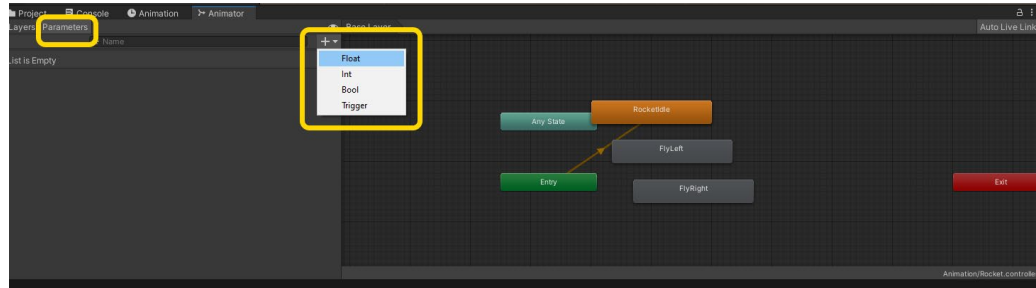 Project Console Animation Animator
Layers Parameters Base Layer Auto Live Link
Name
List is Empty
Float
Int
Bool
Trigger
RocketIdle
Any State
FlyLeft
Entry
FlyRight
Exit
Animation/Rocket.controller